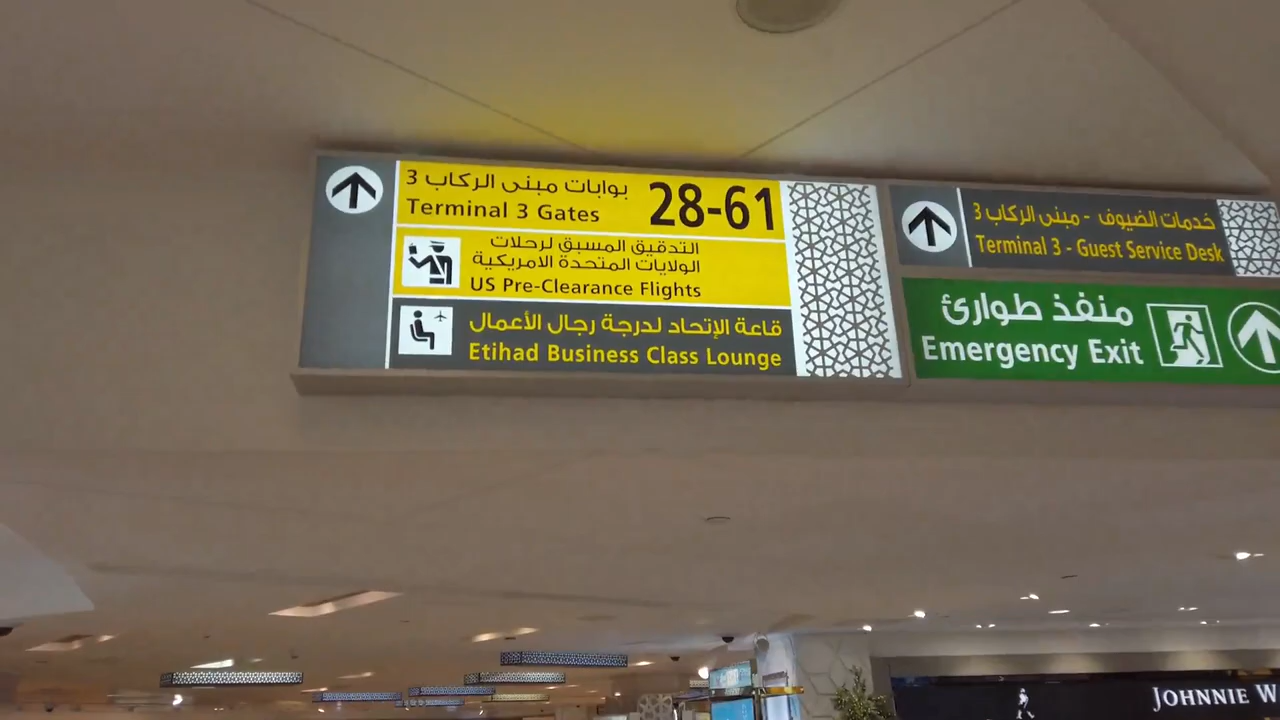 بوابات مبنى الركاب 3
Terminal 3 Gates
28-61
التدقيق المسبق لرحلات
الولايات المتحدة الامريكية
US Pre-Clearance Flights
قاعة الإتحاد لدرجة رجال الأعمال
Etihad Business Class Lounge
خدمات الضيوف - مبنى الركاب 3
Terminal 3 - Guest Service Desk
منفذ طوارئ
Emergency Exit
JOHNNIE W